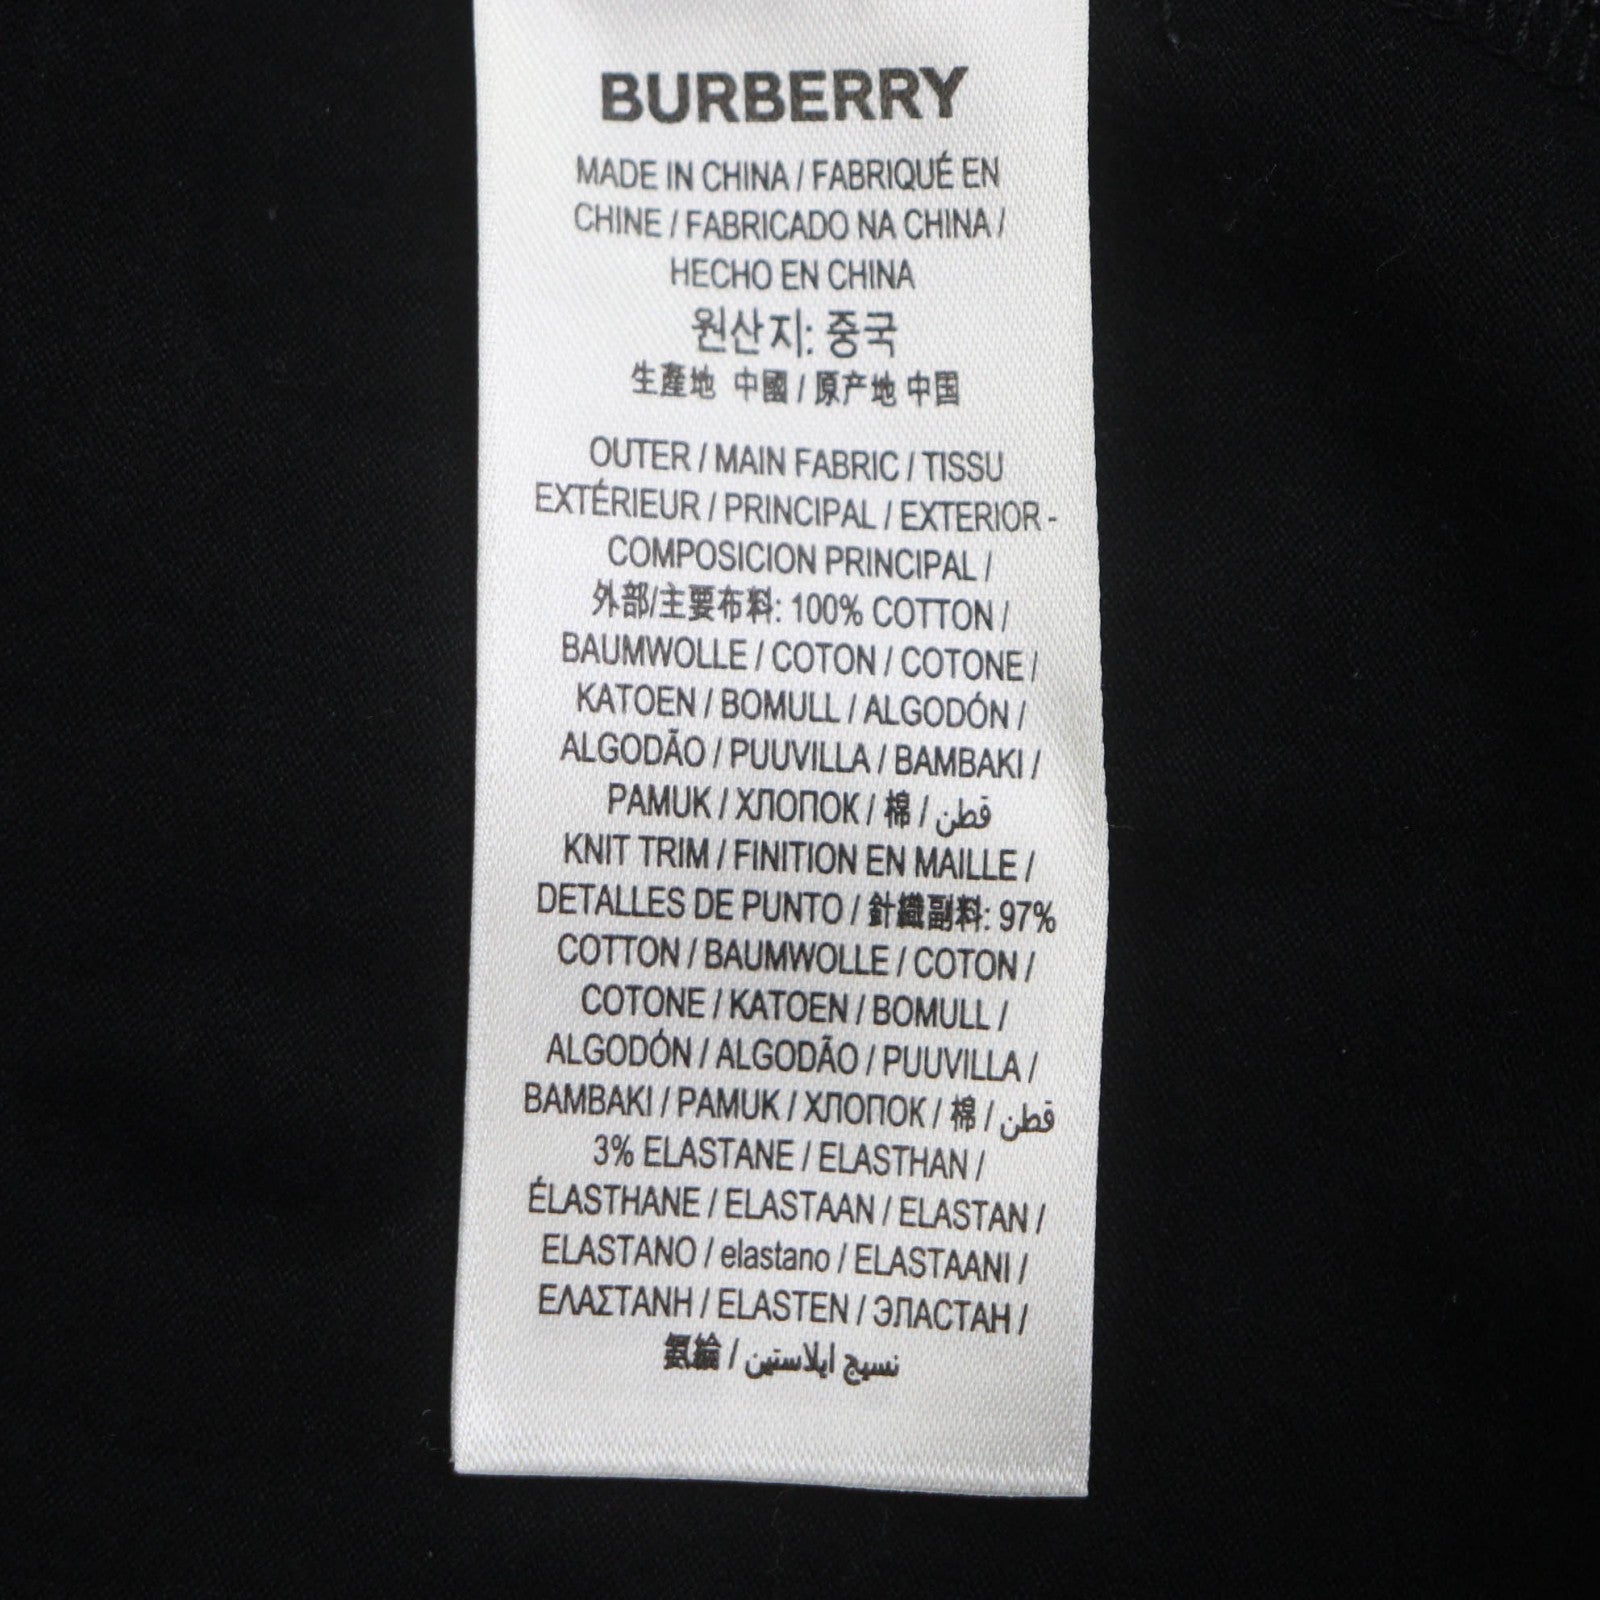 BURBERRY
MADE IN CHINA / FABRIQUÉ EN
CHINE / FABRICADO NA CHINA /
HECHO EN CHINA
원산지: 중국
生產地 中國 / 原产地 中国
OUTER / MAIN FABRIC / TISSU
EXTÉRIEUR / PRINCIPAL / EXTERIOR -
COMPOSICION PRINCIPAL /
外部/主要布料: 100% COTTON /
BAUMWOLLE / COTON / COTONE /
KATOEN / BOMULL / ALGODÓN /
ALGODÃO / PUUVILLA / BAMBAKI /
PAMUK / ХЛОПОК / 棉 / قطن
KNIT TRIM / FINITION EN MAILLE /
DETALLES DE PUNTO / 針織副料: 97%
COTTON / BAUMWOLLE / COTON /
COTONE / KATOEN / BOMULL /
ALGODÓN / ALGODÃO / PUUVILLA /
BAMBAKI / PAMUK / ХЛОПОК / 棉 / قطن
3% ELASTANE / ELASTHAN /
ÉLASTHANE / ELASTAAN / ELASTAN /
ELASTANO / elastano / ELASTAANI /
ΕΛΑΣΤΑΝΗ / ELASTEN / ЭЛАСТАН /
氨綸 / نسيج ايلاستين